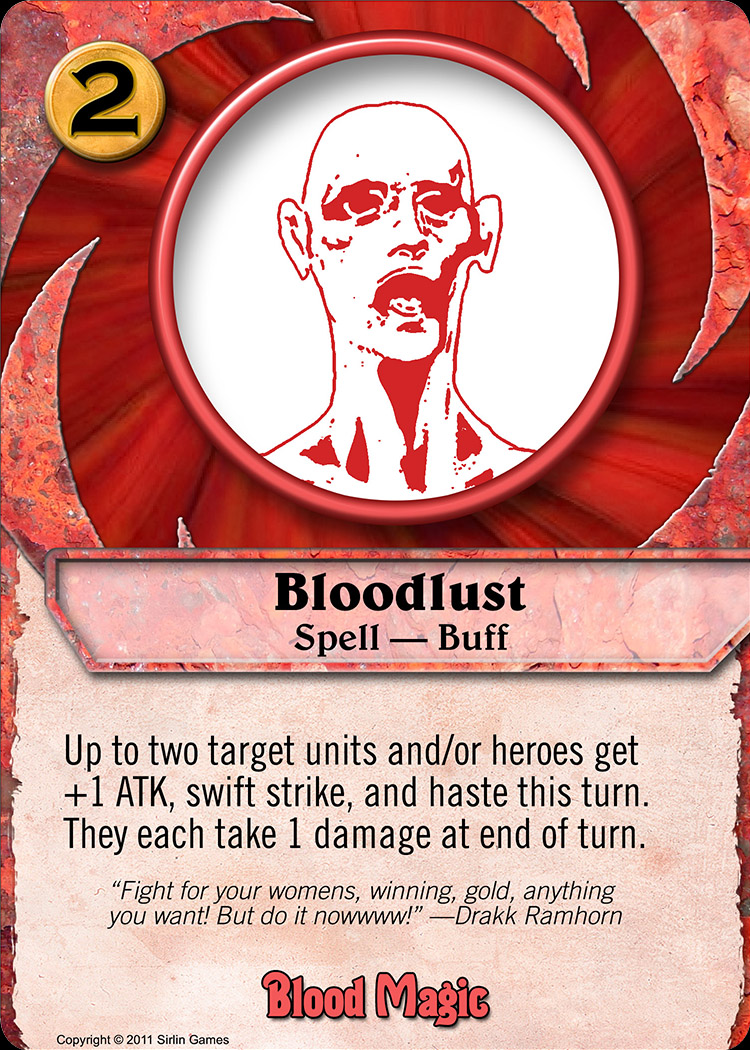 2
Bloodlust
Spell — Buff
Up to two target units and/or heroes get
+1 ATK, swift strike, and haste this turn.
They each take 1 damage at end of turn.
“Fight for your womens, winning, gold, anything
you want! But do it nowwww!” —Drakk Ramhorn
Blood Magic
Copyright © 2011 Sirlin Games